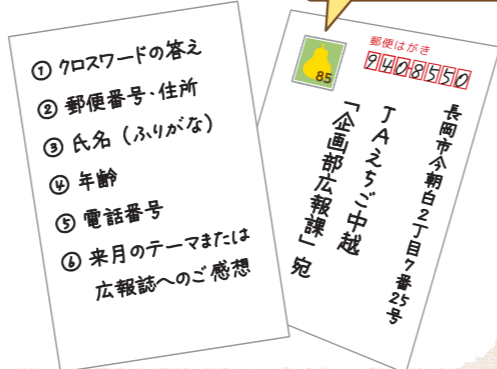 ① クロスワードの答え
② 郵便番号・住所
③ 氏名（ふりがな）
④ 年齢
⑤ 電話番号
⑥ 来月のテーマまたは
広報誌へのご感想
85
郵便はがき
940-8550
長岡市今朝白2丁目7番25号
JAえちご中越
「企画部広報課」宛